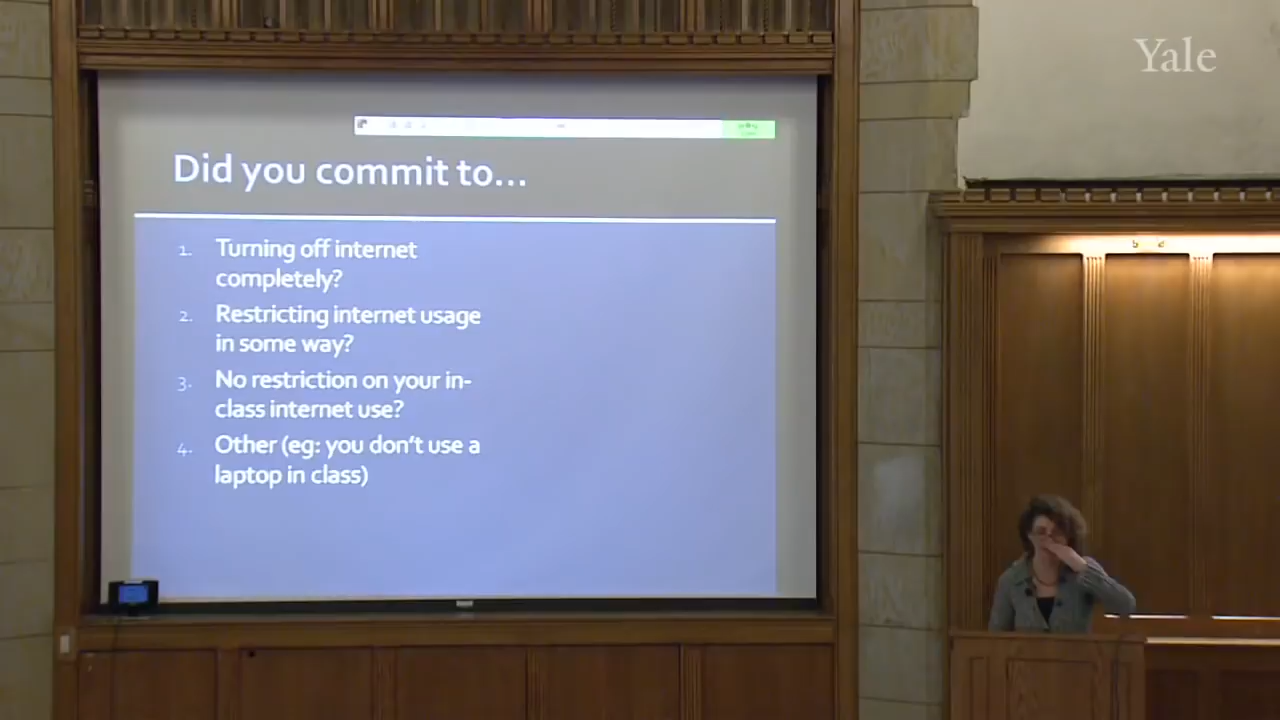 Yale
Did you commit to...
1. Turning off internet
completely?
2. Restricting internet usage
in some way?
3. No restriction on your in-
class internet use?
4. Other (eg: you don't use a
laptop in class)